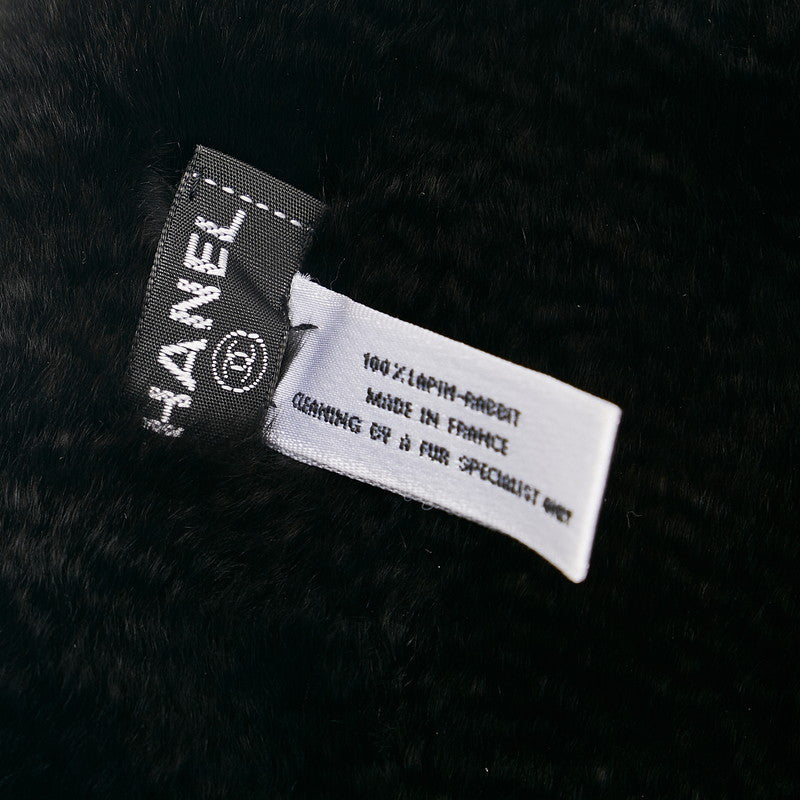 CHANEL
100%LAPIN-RABBIT
MADE IN FRANCE
CLEANING BY A FUR SPECIALIST ONLY